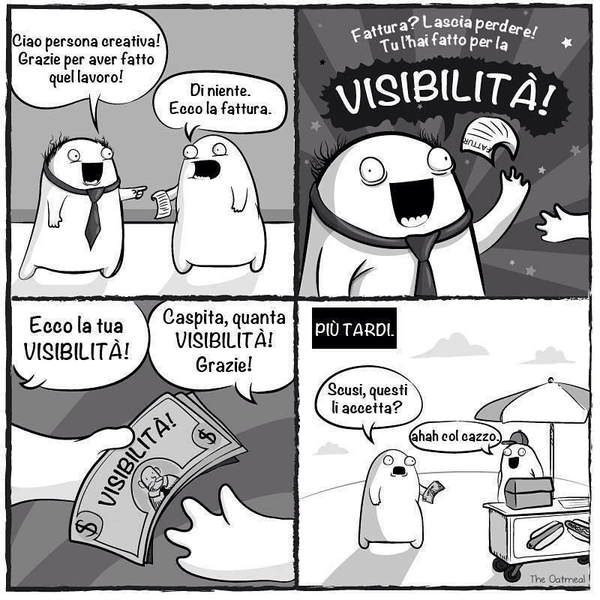 Ciao persona creativa!
Grazie per aver fatto
quel lavoro!
Di niente.
Ecco la fattura.
Fattura? Lascia perdere!
Tu l'hai fatto per la
VISIBILITÀ!
FATTURA
Ecco la tua
VISIBILITÀ!
Caspita, quanta
VISIBILITÀ!
Grazie!
VISIBILITÀ!
$
$
PIÙ TARDI.
Scusi, questi
li accetta?
ahah col cazzo.
The Oatmeal